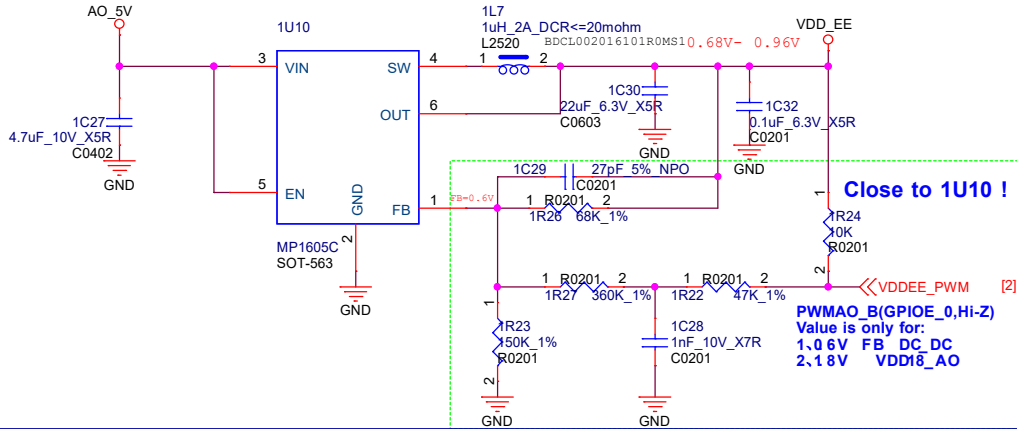 AO_5V
1U10
1L7
1uH_2A_DCR<=20mohm
L2520
BDCL002016101R0MS1
0.68V- 0.96V
VDD_EE
3
VIN
SW
4
1
2
OUT
6
1C27
4.7uF_10V_X5R
C0402
GND
1C30
22uF_6.3V_X5R
C0603
GND
1C32
0.1uF_6.3V_X5R
C0201
GND
5
EN
GND
FB
1
FB=0.6V
2
MP1605C
SOT-563
GND
1C29
27pF_5%_NPO
C0201
1
R0201
2
1R26
68K_1%
Close to 1U10 !
1
1R24
10K
R0201
2
1
R0201
2
1R27
360K_1%
1
R0201
2
1R22
47K_1%
VDDEE_PWM
[2]
PWMAO_B(GPIOE_0,Hi-Z)
Value is only for:
1、0 6V FB DC_DC
2、1 8V VDD18_AO
1
1R23
150K_1%
R0201
2
GND
1C28
1nF_10V_X7R
C0201
GND